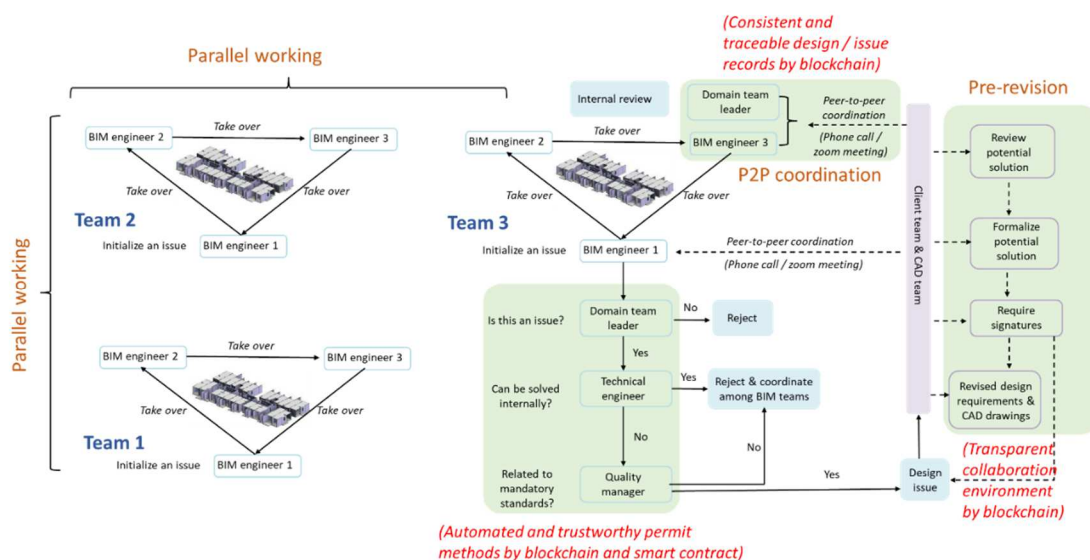 Parallel working
Parallel working
BIM engineer 2
Take over
BIM engineer 3
Take over
Take over
Team 2
Initialize an issue
BIM engineer 1
BIM engineer 2
Take over
BIM engineer 3
Take over
Take over
Team 1
Initialize an issue
BIM engineer 1
(Consistent and
traceable design / issue
records by blockchain)
Internal review
Domain team
leader
BIM engineer 2
Take over
BIM engineer 3
Peer-to-peer
coordination
(Phone call /
zoom meeting)
P2P coordination
Take over
Take over
Team 3
Initialize an issue
BIM engineer 1
Peer-to-peer coordination
(Phone call / zoom meeting)
Is this an issue?
Domain team
leader
No
Reject
Yes
Can be solved
internally?
Technical
engineer
Yes
Reject & coordinate
among BIM teams
No
No
Related to
mandatory
standards?
Quality
manager
Yes
Design
issue
(Automated and trustworthy permit
methods by blockchain and smart contract)
Client team & CAD team
Pre-revision
Review
potential
solution
Formalize
potential
solution
Require
signatures
Revised design
requirements &
CAD drawings
(Transparent
collaboration
environment
by blockchain)